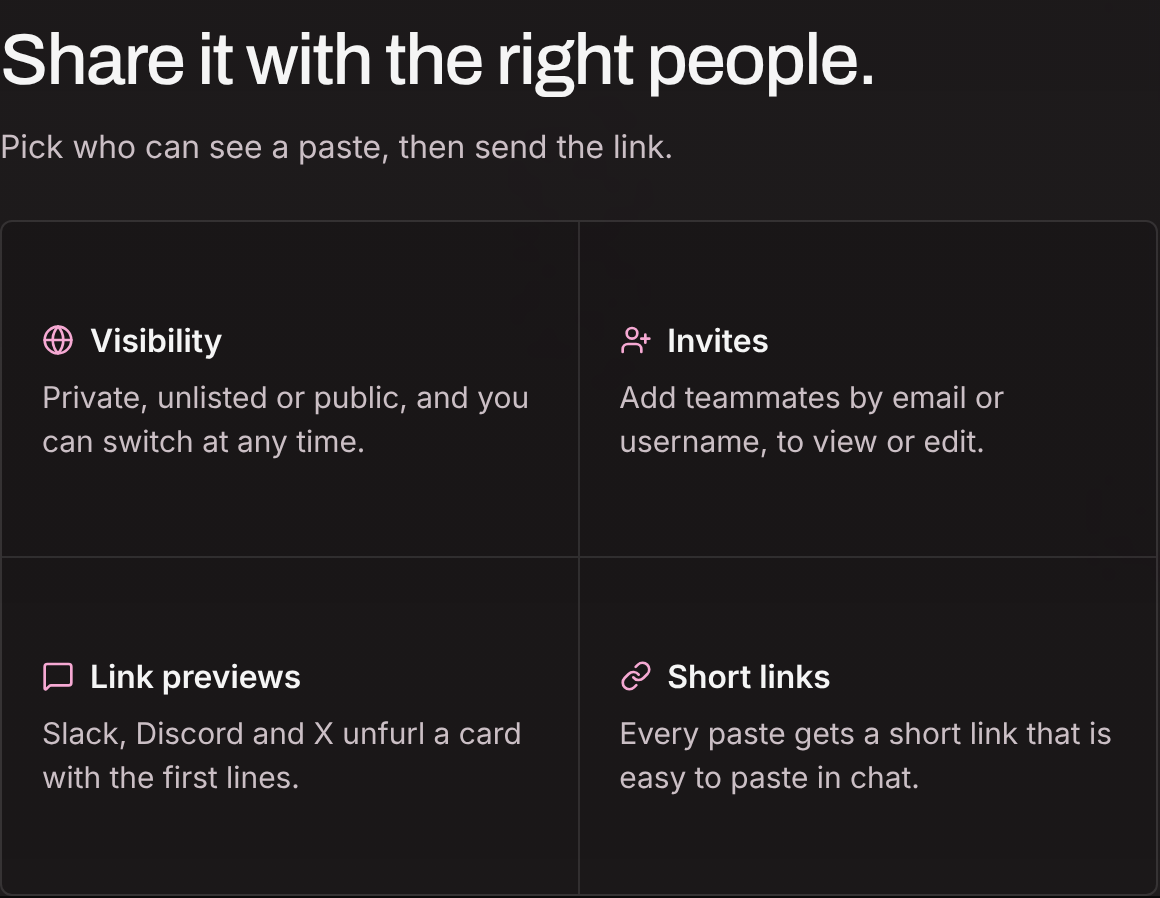 Share it with the right people.
Pick who can see a paste, then send the link.
Visibility
Private, unlisted or public, and you
can switch at any time.
Invites
Add teammates by email or
username, to view or edit.
Link previews
Slack, Discord and X unfurl a card
with the first lines.
Short links
Every paste gets a short link that is
easy to paste in chat.